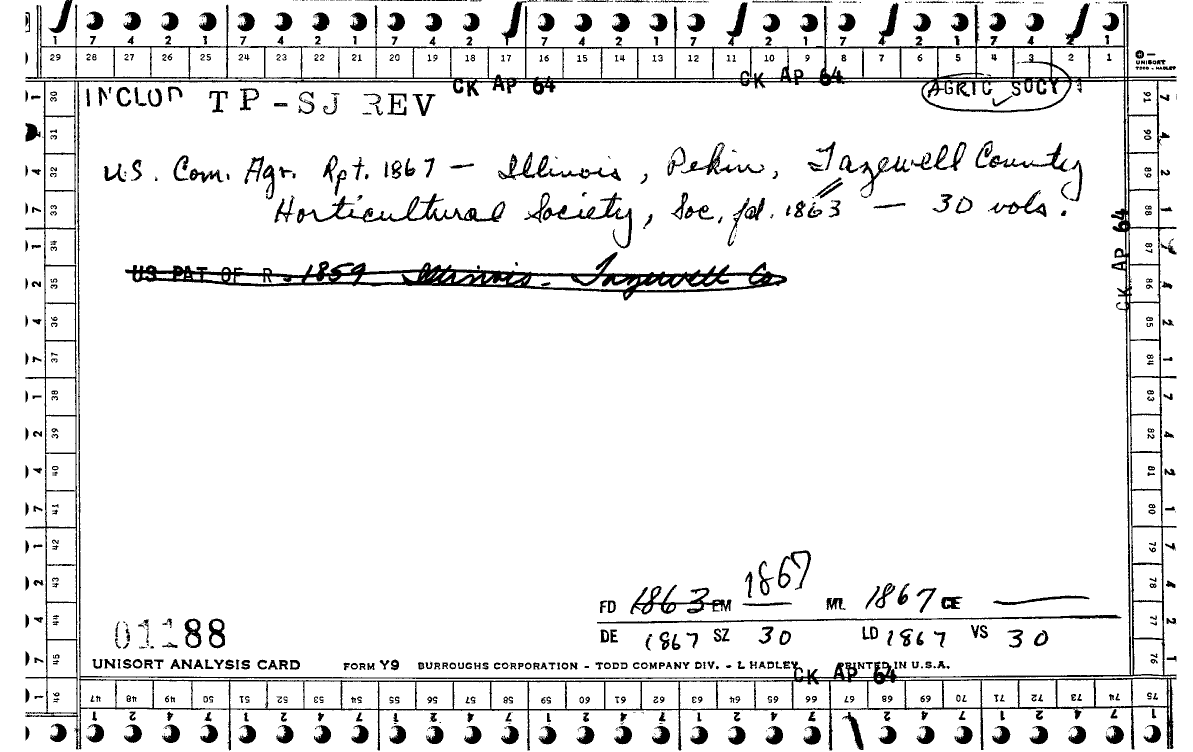 7 4 2 1 7 4 2 1 7 4 2 1 7 4 2 1 7 4 2 1 7 4 2 1 7 4 2 1
29 28 27 26 25 24 23 22 21 20 19 18 17 16 15 14 13 12 11 10 9 8 7 6 5 4 3 2 1
UNISORT
TODD - HADLEY
CK AP 64 CK AP 64
INCLOP TP-SJ REV AGRIC SOCY
U.S. Com. Agr. Rpt. 1867 — Illinois, Pekin, Tazewell County
Horticultural Society, Soc. fd. 1863 — 30 vols.
US PAT OF R - 1859 Illinois - Tazewell Co
CK AP 64
30 31 32 33 34 35 36 37 38 39 40 41 42 43 44 45 46
91 90 89 88 87 86 85 84 83 82 81 80 79 78 77 76 75
1867
FD 1863 EM ML 1867 CE —
DE 1867 SZ 30 LD 1867 VS 30
01188
UNISORT ANALYSIS CARD FORM Y9 BURROUGHS CORPORATION - TODD COMPANY DIV. - L HADLEY PRINTED IN U.S.A.
CK AP 64
47 48 49 50 51 52 53 54 55 56 57 58 59 60 61 62 63 64 65 66 67 68 69 70 71 72 73 74 75